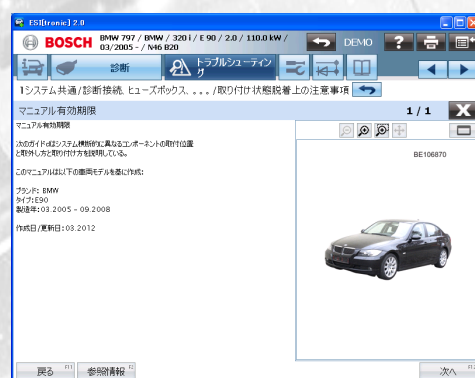 ESI[tronic] 2.0
BOSCH
BMW 797 / BMW / 320 i / E 90 / 2.0 / 110.0 kW /
03/2005 - / N46 B20
DEMO
?
診断
トラブルシューティン
グ
1システム共通/診断接続、ヒューズボックス、. . . /取り付け状態脱着上の注意事項
マニュアル有効期限
1 / 1
X
マニュアル有効期限
次のガイドはシステム横断的に異なるコンポーネントの取付位置
と取外し方と取り付け方を説明している。
このマニュアルは以下の車両モデルを基に作成:
ブランド: BMW
タイプ:E90
製造年:03.2005 - 09.2008
作成日/更新日:03.2012
BE106870
戻る F11
参照情報
次へ